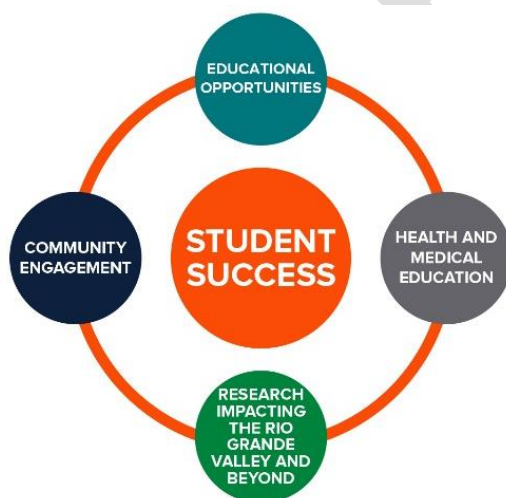 EDUCATIONAL
OPPORTUNITIES
COMMUNITY
ENGAGEMENT
STUDENT
SUCCESS
HEALTH AND
MEDICAL
EDUCATION
RESEARCH
IMPACTING
THE RIO
GRANDE
VALLEY AND
BEYOND